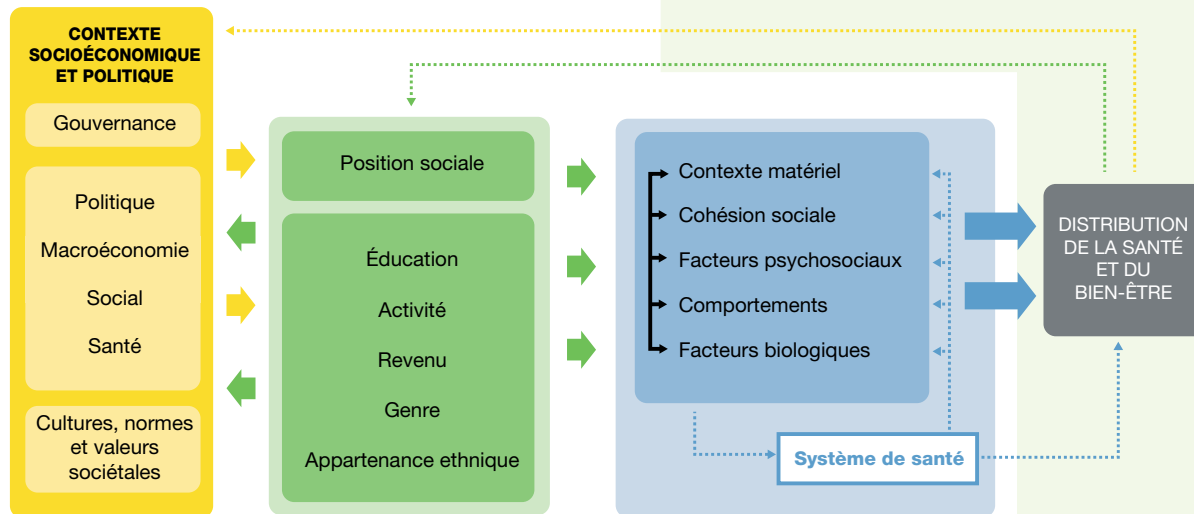 CONTEXTE
SOCIOÉCONOMIQUE
ET POLITIQUE
Gouvernance
Politique
Macroéconomie
Social
Santé
Cultures, normes
et valeurs
sociétales
Position sociale
Éducation
Activité
Revenu
Genre
Appartenance ethnique
Contexte matériel
Cohésion sociale
Facteurs psychosociaux
Comportements
Facteurs biologiques
Système de santé
DISTRIBUTION
DE LA SANTÉ
ET DU
BIEN-ÊTRE